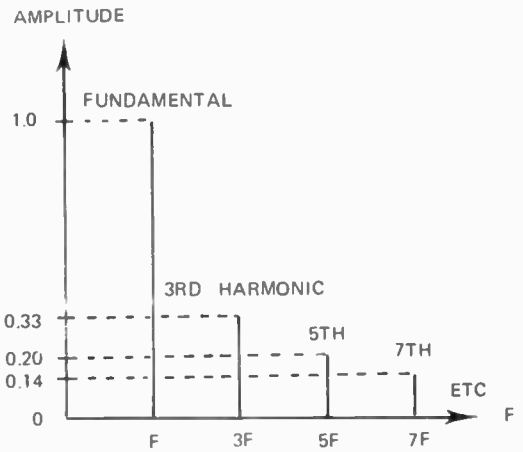 AMPLITUDE
FUNDAMENTAL
1.0
3RD HARMONIC
0.33
5TH
0.20
7TH
0.14
ETC
0
F
F 3F 5F 7F